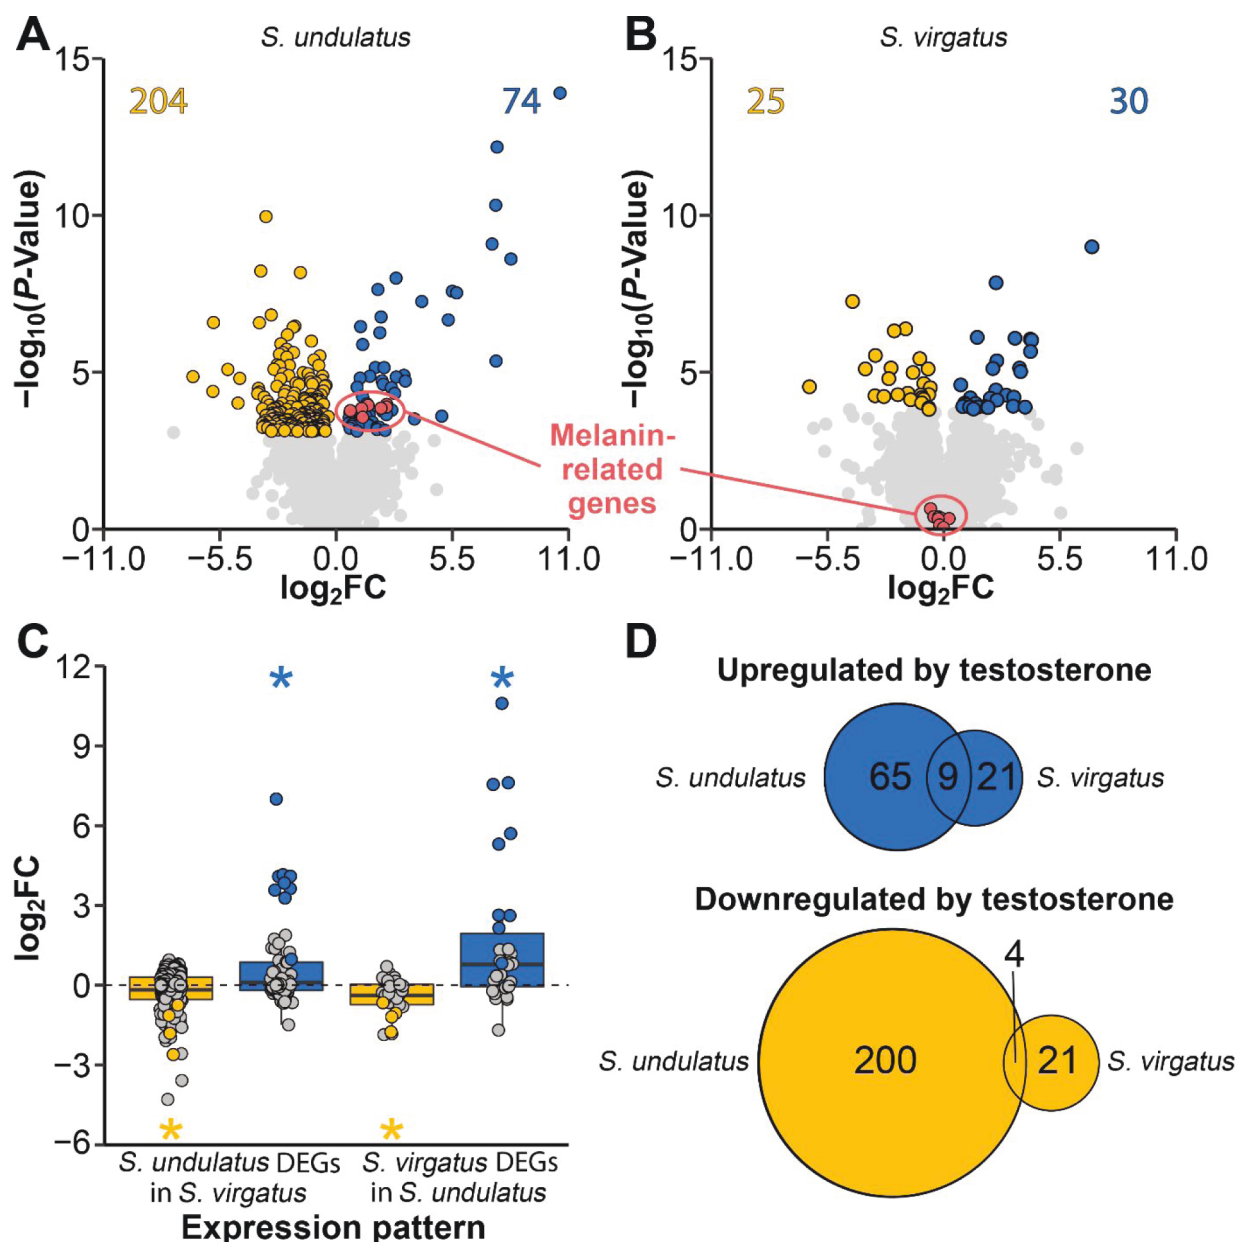 A
S. undulatus
B
S. virgatus
15
204
74
10
5
0
−log10(P-Value)
−11.0 −5.5 0.0 5.5 11.0
log2FC
15
25
30
10
5
0
−log10(P-Value)
−11.0 −5.5 0.0 5.5 11.0
log2FC
Melanin-
related
genes
C
12
9
6
3
0
−3
−6
log2FC
*
*
*
*
S. undulatus DEGs
in S. virgatus
S. virgatus DEGs
in S. undulatus
Expression pattern
D
Upregulated by testosterone
S. undulatus 65 9 21 S. virgatus
Downregulated by testosterone
4
S. undulatus 200 21 S. virgatus